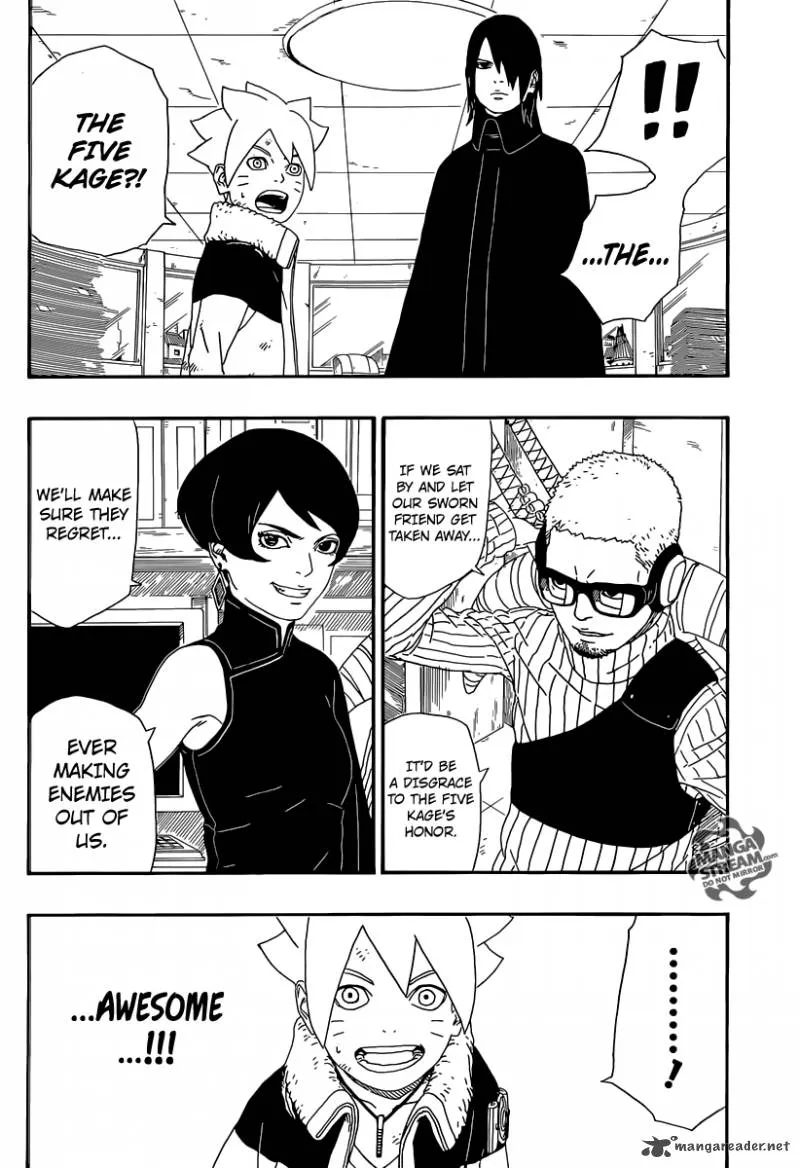 !!
...THE...
THE
FIVE
KAGE?!
IF WE SAT
BY AND LET
OUR SWORN
FRIEND GET
TAKEN AWAY...
IT'D BE
A DISGRACE
TO THE FIVE
KAGE'S
HONOR.
WE'LL MAKE
SURE THEY
REGRET...
EVER
MAKING
ENEMIES
OUT OF
US.
MANGA
STREAM.com
DO NOT MIRROR
........!
...AWESOME
...!!!
mangareader.net